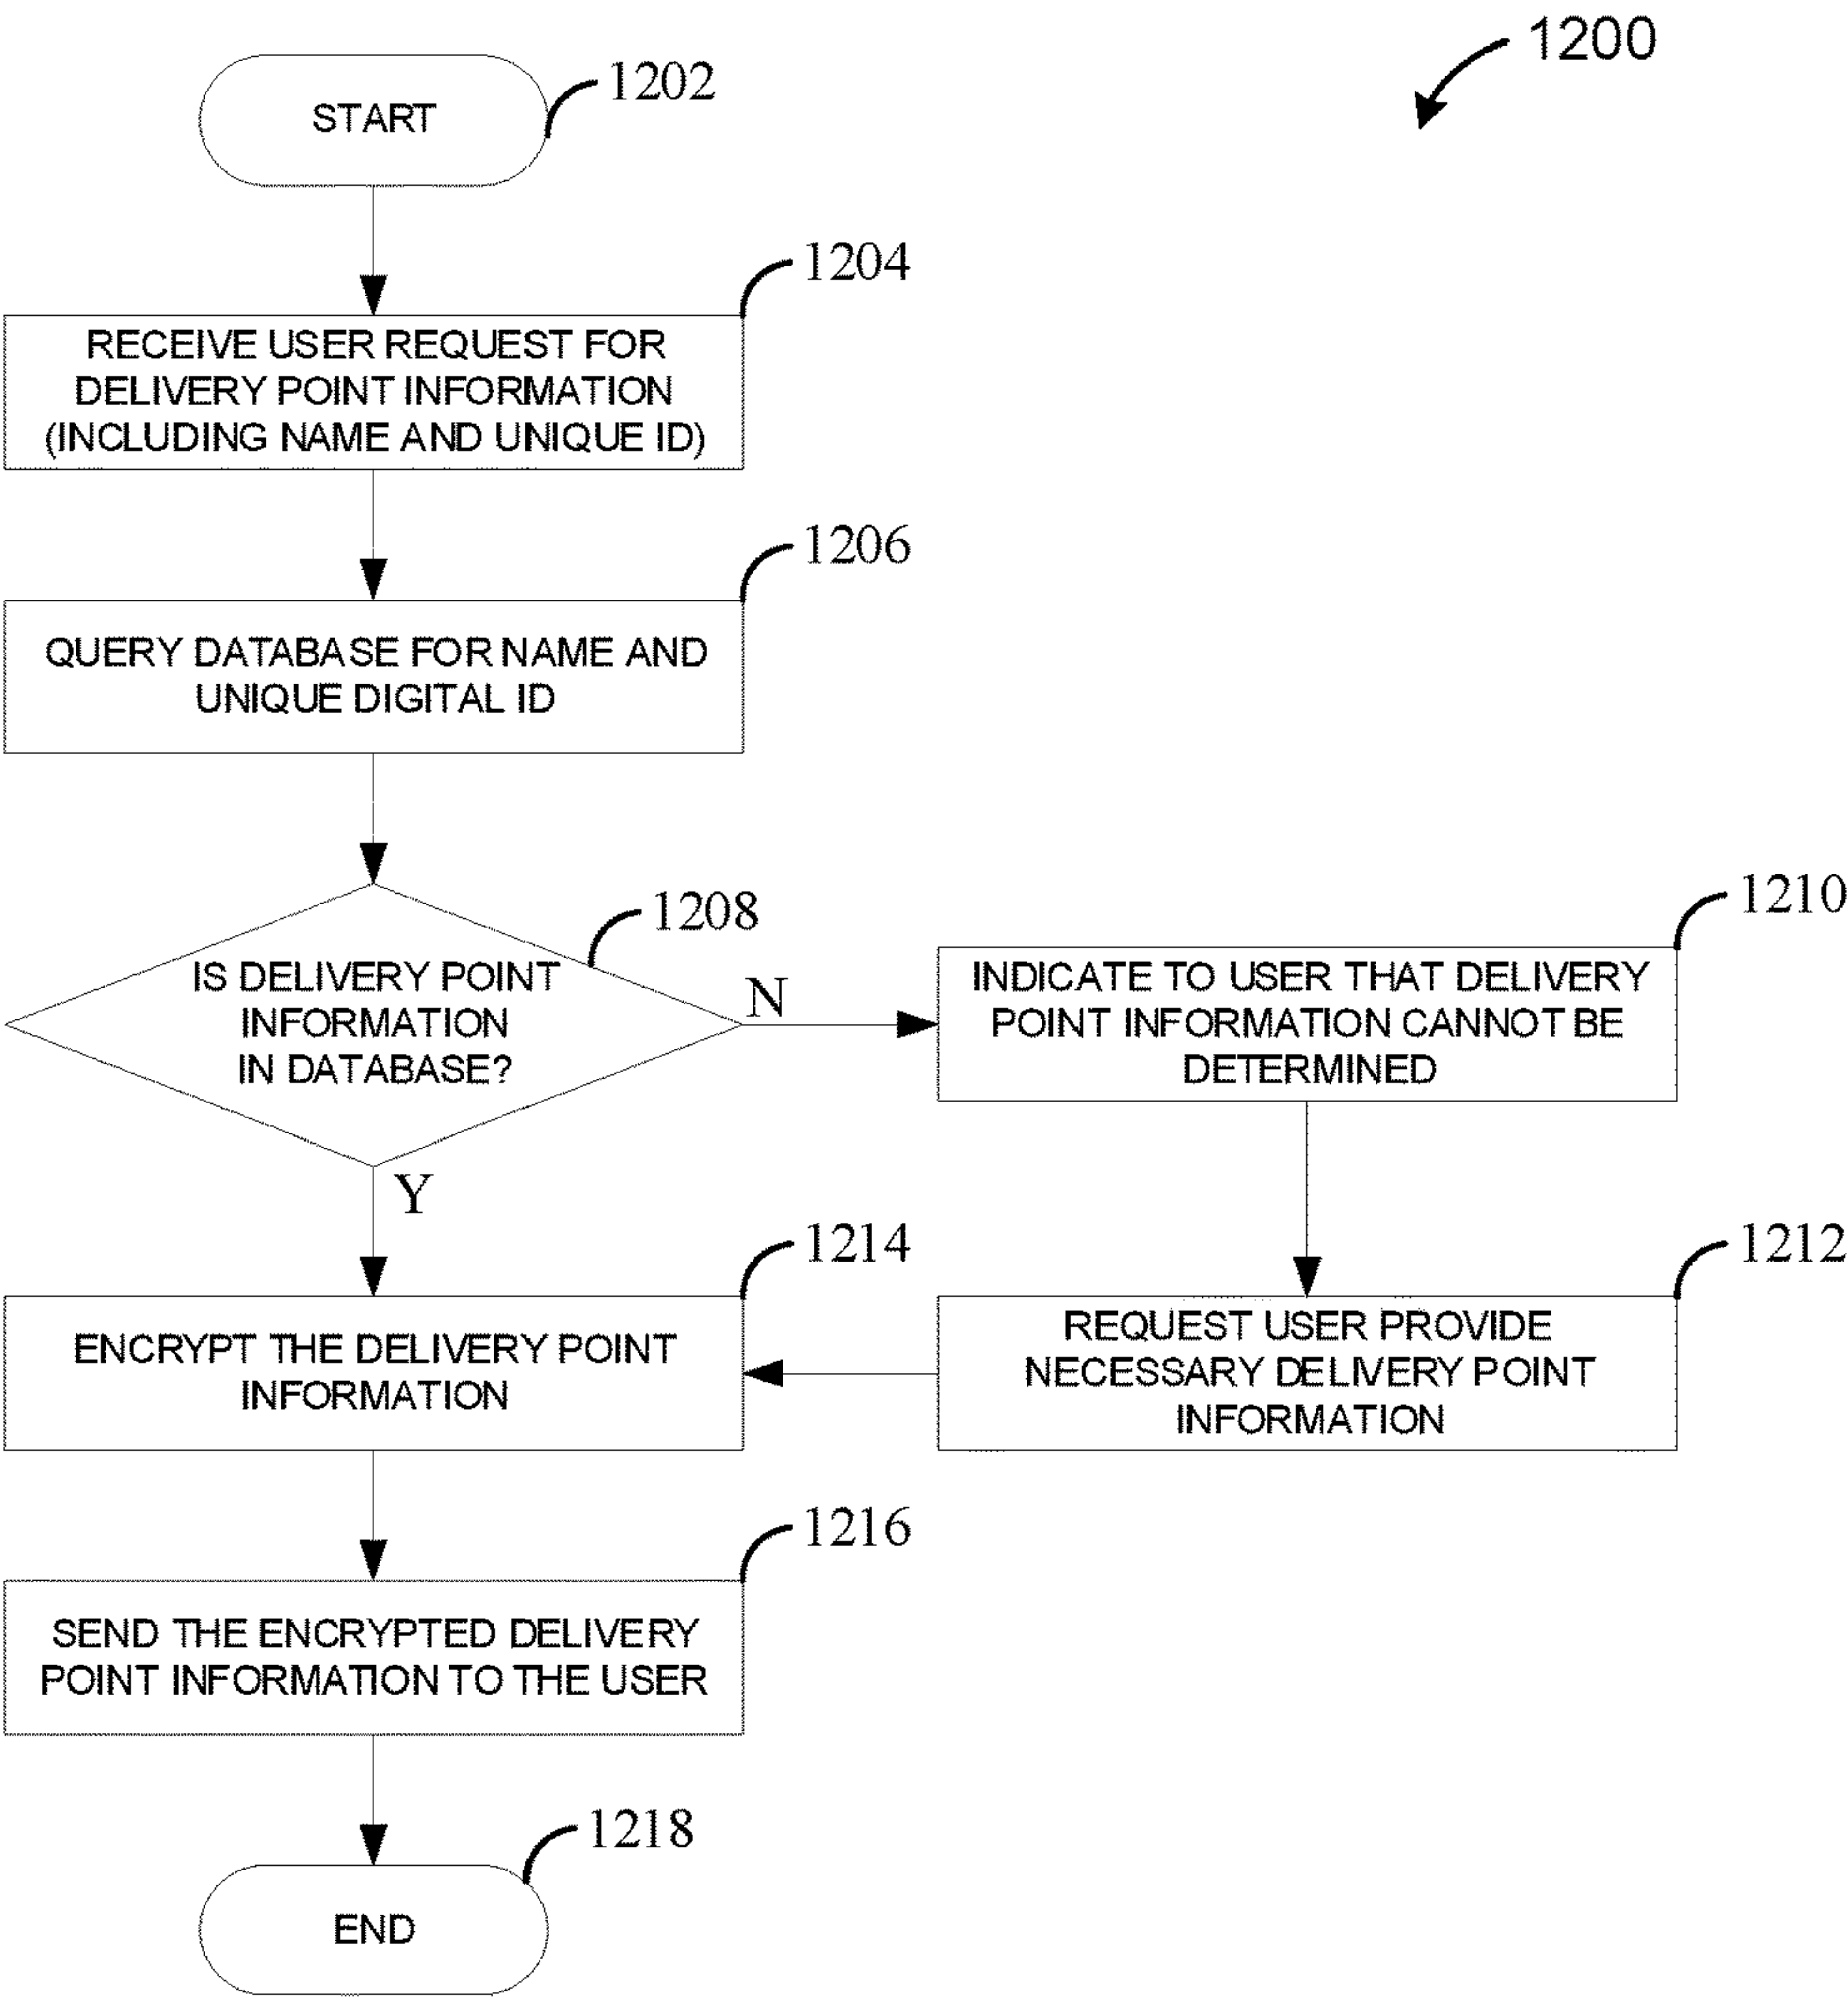 1200
START
1202
1204
RECEIVE USER REQUEST FOR
DELIVERY POINT INFORMATION
(INCLUDING NAME AND UNIQUE ID)
1206
QUERY DATABASE FOR NAME AND
UNIQUE DIGITAL ID
1208
IS DELIVERY POINT
INFORMATION
IN DATABASE?
N
1210
INDICATE TO USER THAT DELIVERY
POINT INFORMATION CANNOT BE
DETERMINED
Y
1212
REQUEST USER PROVIDE
NECESSARY DELIVERY POINT
INFORMATION
1214
ENCRYPT THE DELIVERY POINT
INFORMATION
1216
SEND THE ENCRYPTED DELIVERY
POINT INFORMATION TO THE USER
1218
END